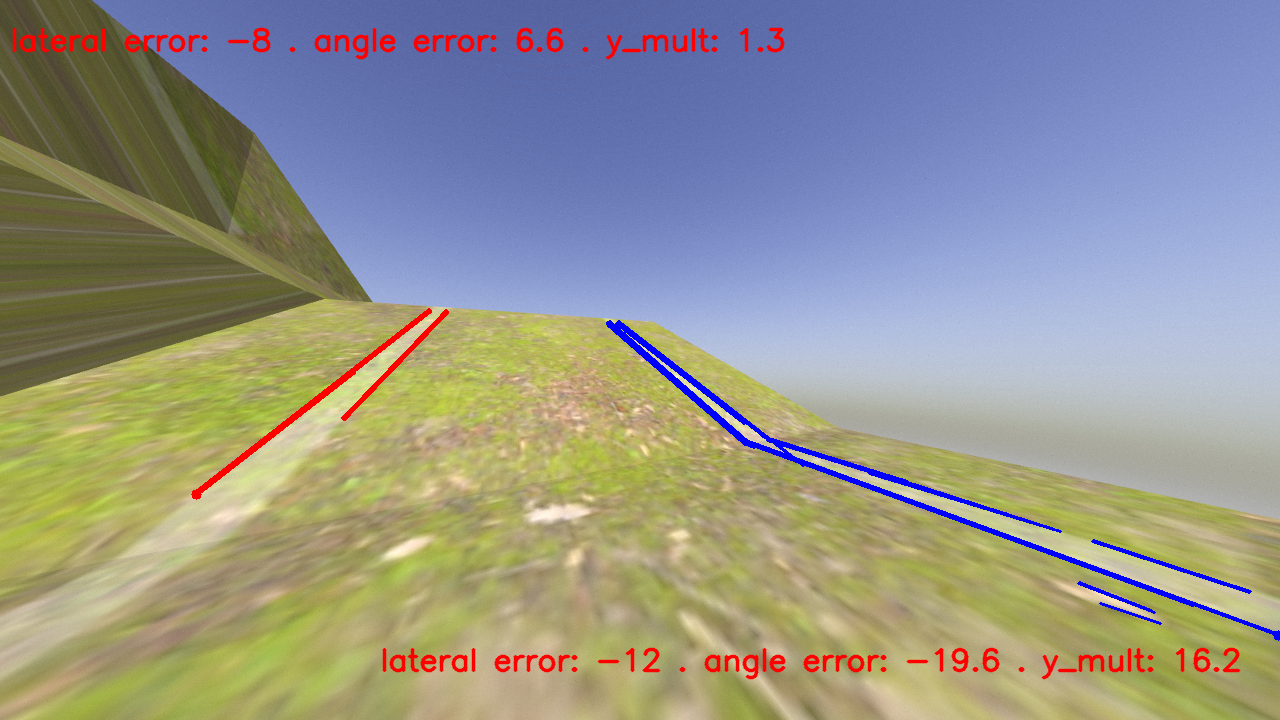 lateral error: -8 . angle error: 6.6 . y_mult: 1.3
lateral error: -12 . angle error: -19.6 . y_mult: 16.2